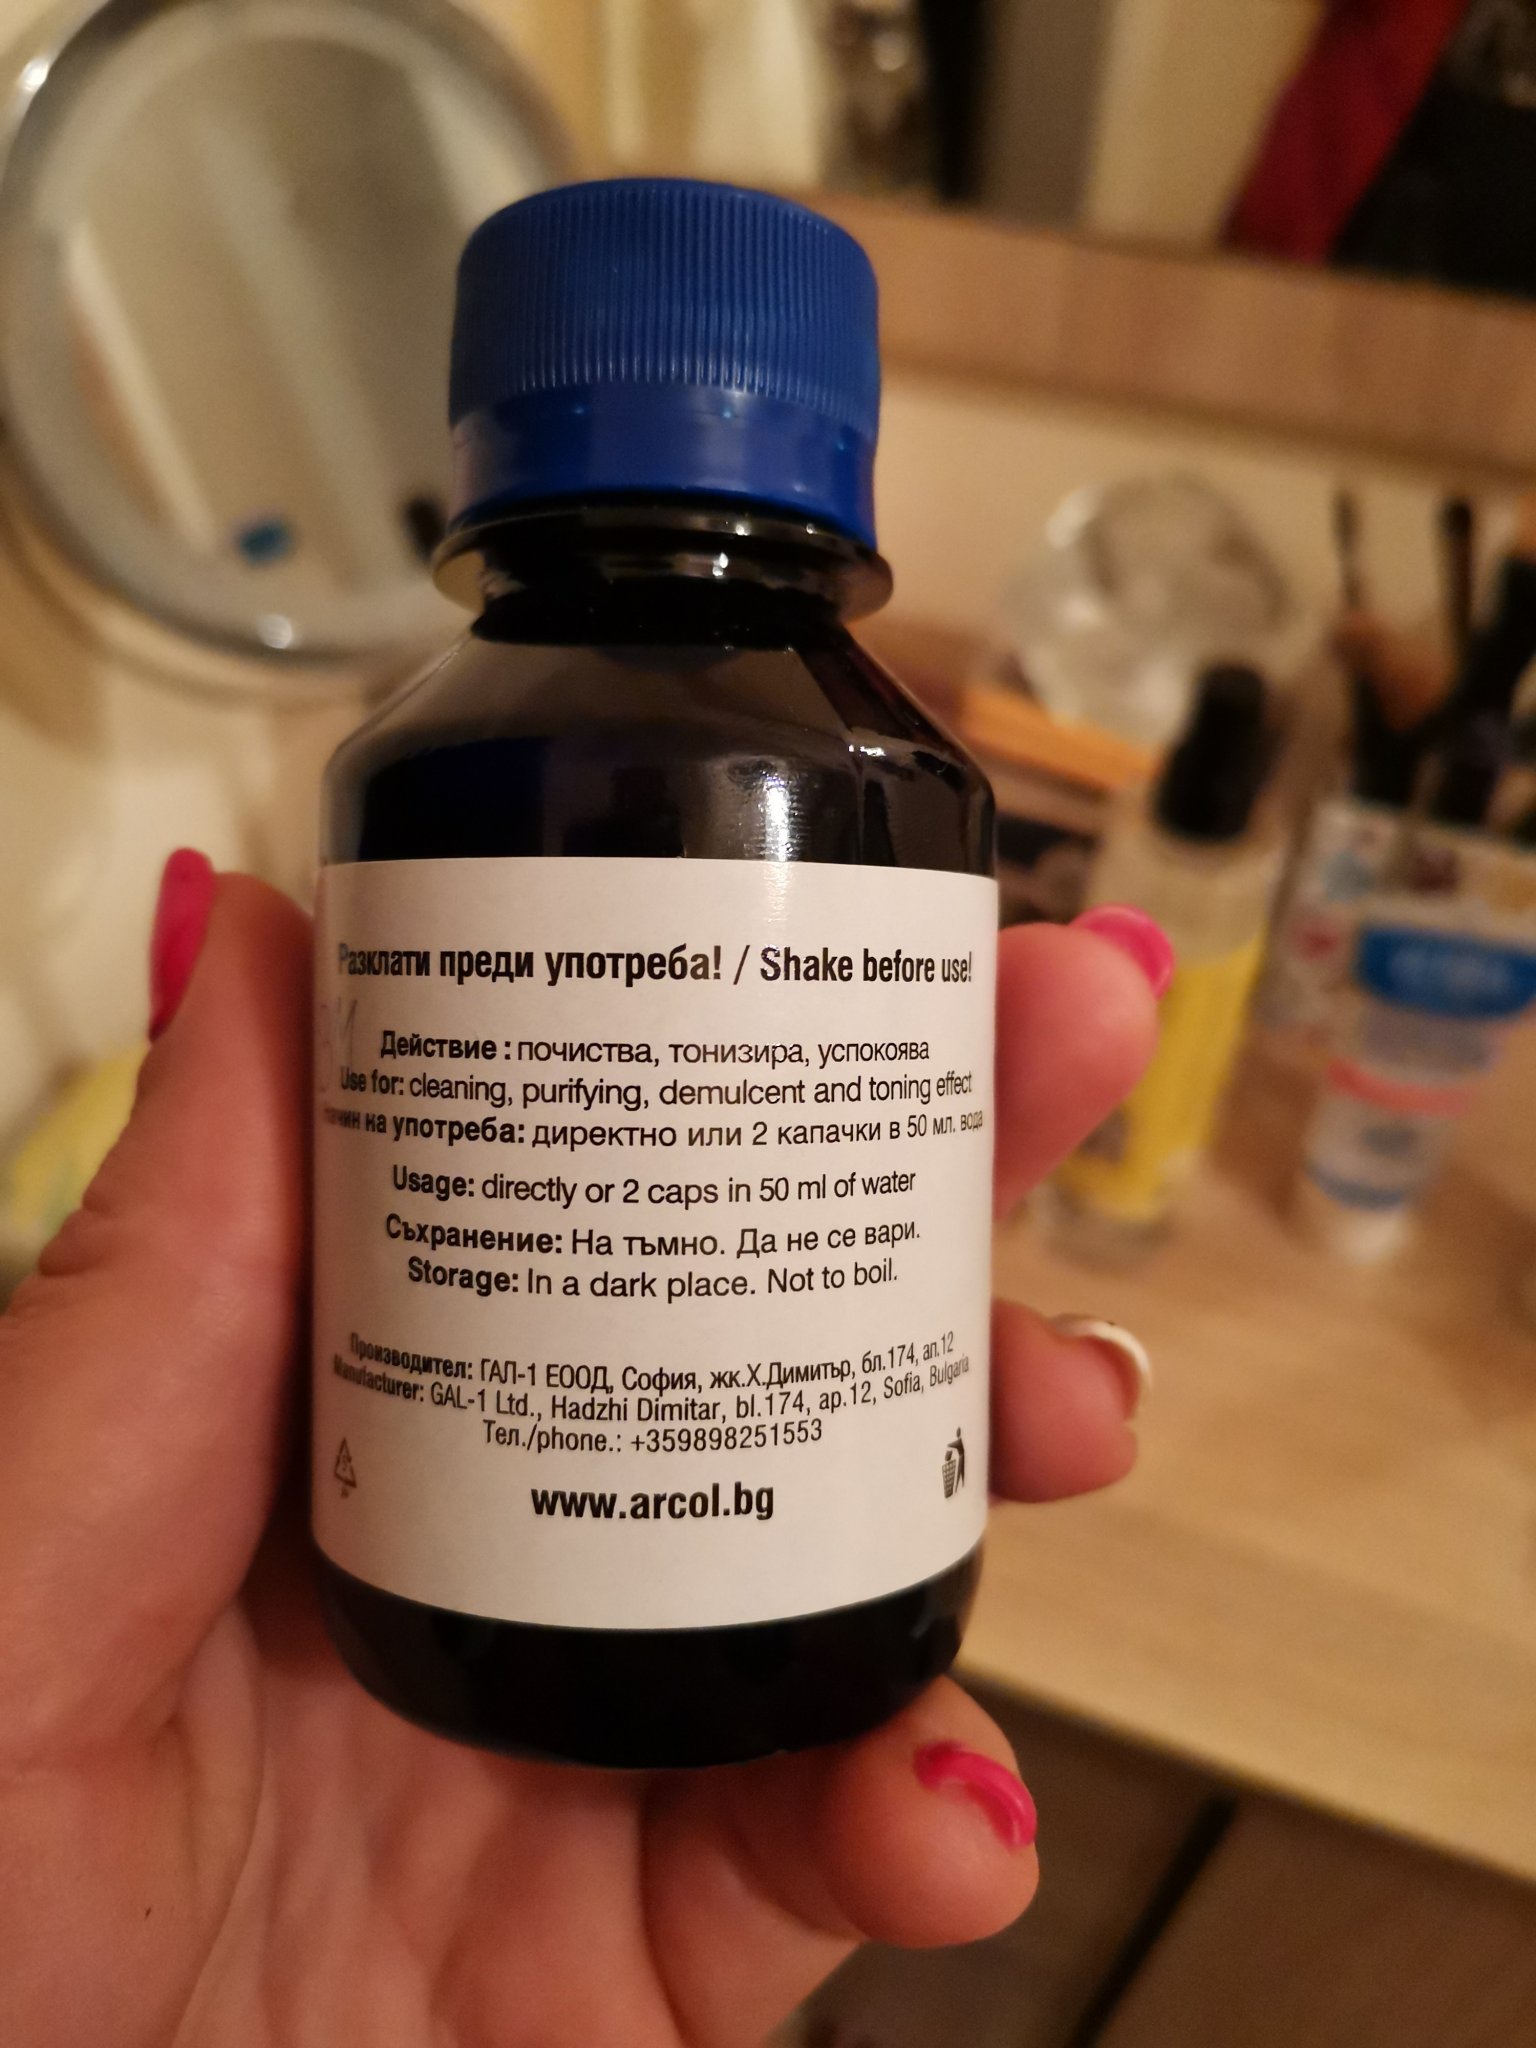 Разклати преди употреба! / Shake before use!
Действие : почиства, тонизира, успокоява
Use for: cleaning, purifying, demulcent and toning effect
на употреба: директно или 2 капачки в 50 мл. вода
Usage: directly or 2 caps in 50 ml of water
Съхранение: На тъмно. Да не се вари.
Storage: In a dark place. Not to boil.
Производител: ГАЛ-1 ЕООД, София, жк.Х.Димитър, бл.174, ап.12
Manufacturer: GAL-1 Ltd., Hadzhi Dimitar, bl.174, ap.12, Sofia, Bulgaria
Тел./phone.: +359898251553
www.arcol.bg